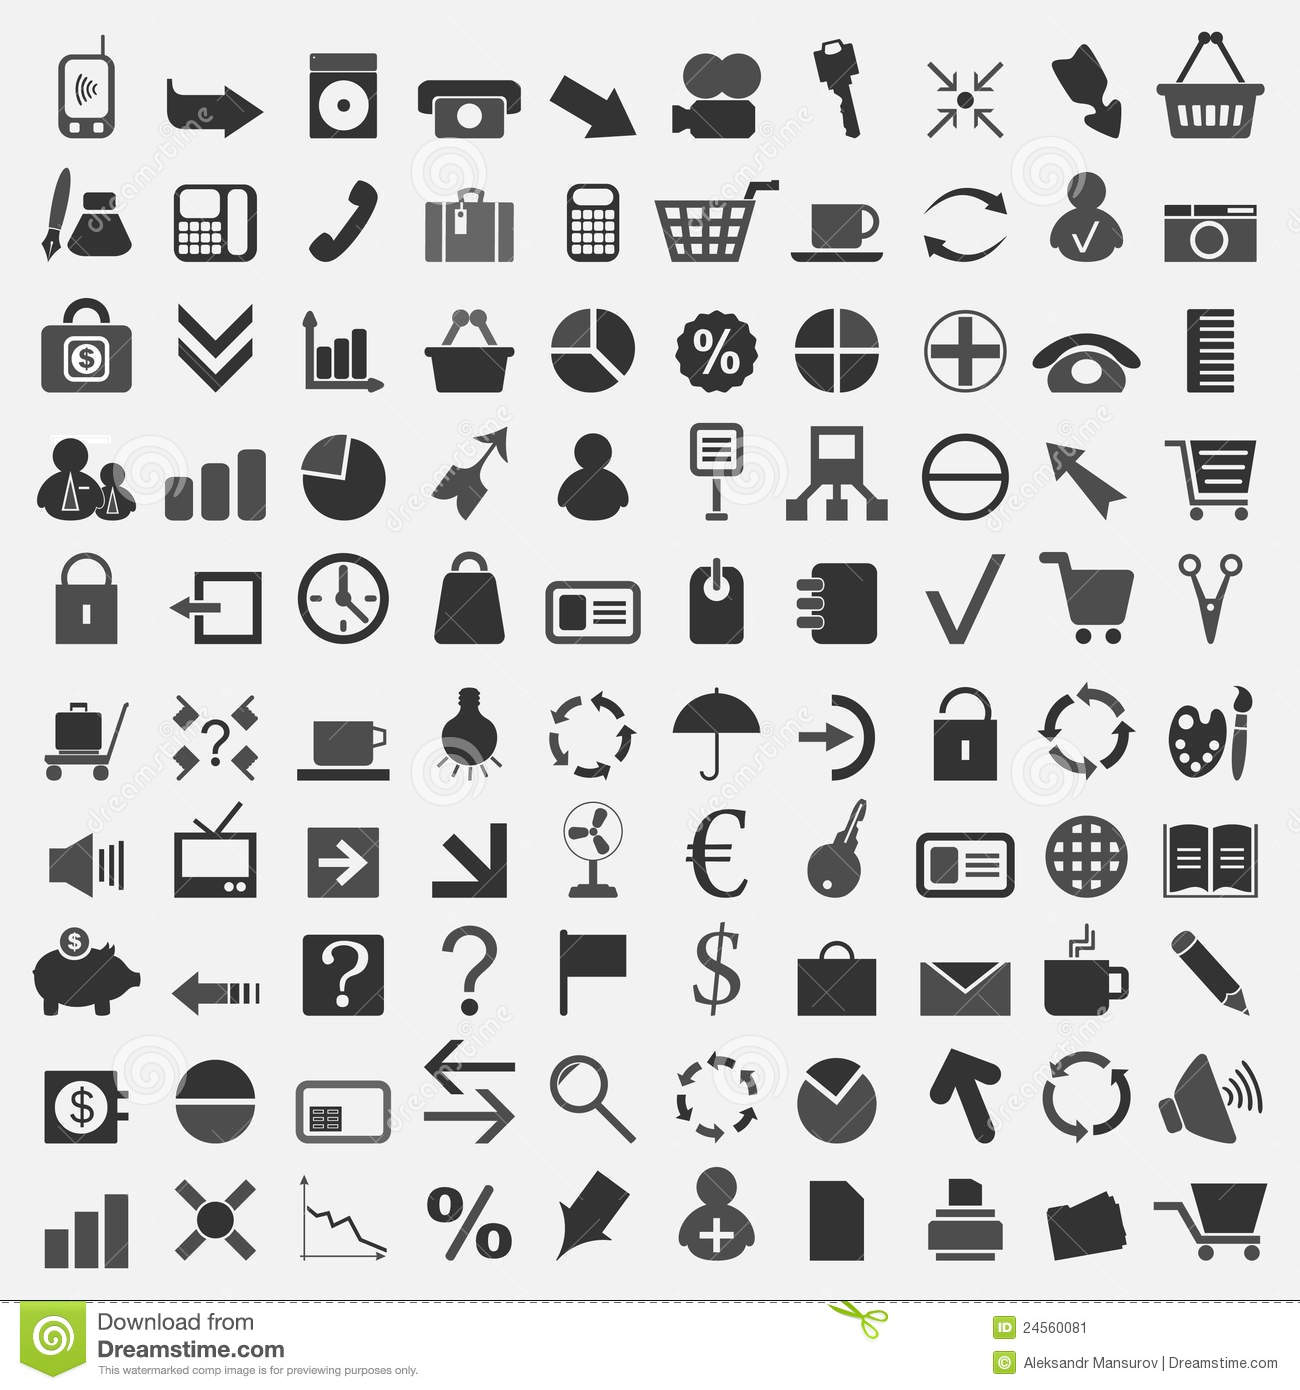 $
%
?
€
$
?
?
$
$
%
Download from
Dreamstime.com
This watermarked comp image is for previewing purposes only.
ID 24560081
© Aleksandr Mansurov | Dreamstime.com